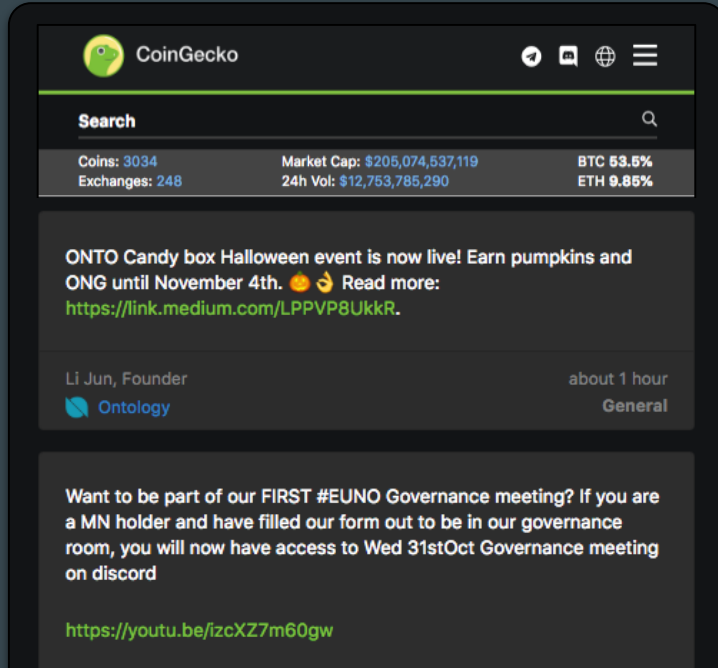 CoinGecko
Search
Coins: 3034 Market Cap: $205,074,537,119 BTC 53.5%
Exchanges: 248 24h Vol: $12,753,785,290 ETH 9.85%
ONTO Candy box Halloween event is now live! Earn pumpkins and
ONG until November 4th. 🎃👌 Read more:
https://link.medium.com/LPPVP8UkkR.
Li Jun, Founder about 1 hour
Ontology General
Want to be part of our FIRST #EUNO Governance meeting? If you are
a MN holder and have filled our form out to be in our governance
room, you will now have access to Wed 31stOct Governance meeting
on discord
https://youtu.be/izcXZ7m60gw